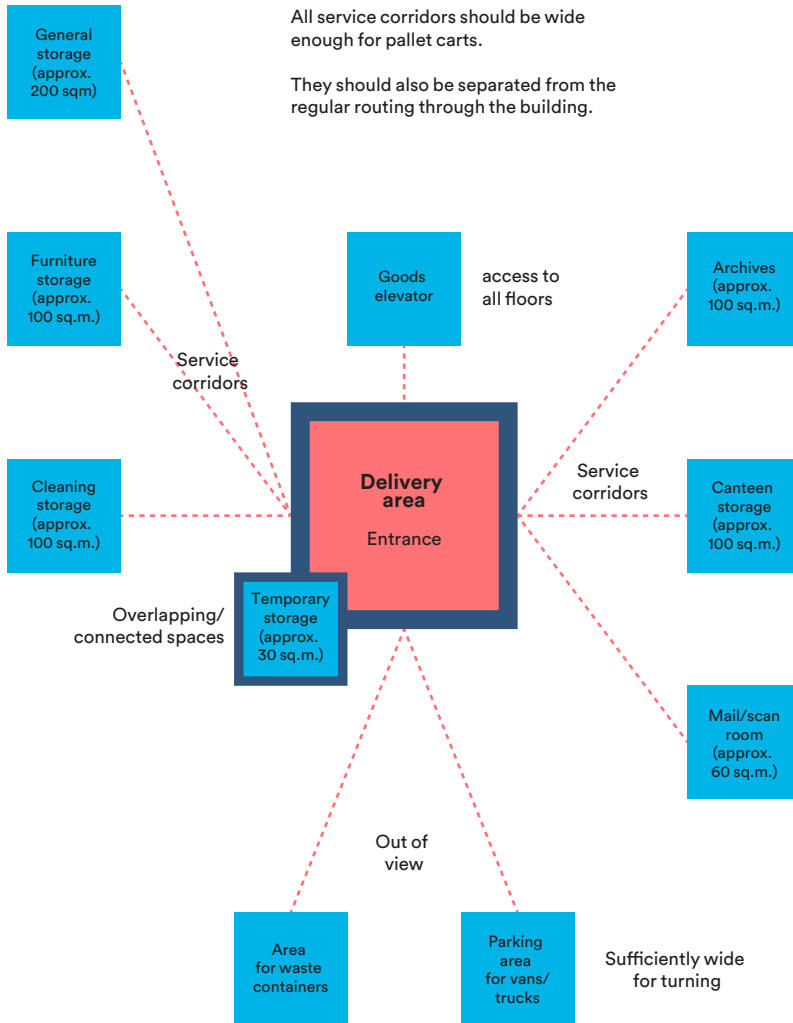 General
storage
(approx.
200 sqm)
All service corridors should be wide
enough for pallet carts.
They should also be separated from the
regular routing through the building.
Furniture
storage
(approx.
100 sq.m.)
Goods
elevator
access to
all floors
Archives
(approx.
100 sq.m.)
Service
corridors
Cleaning
storage
(approx.
100 sq.m.)
Delivery
area
Entrance
Service
corridors
Canteen
storage
(approx.
100 sq.m.)
Overlapping/
connected spaces
Temporary
storage
(approx.
30 sq.m.)
Mail/scan
room
(approx.
60 sq.m.)
Out of
view
Area
for waste
containers
Parking
area
for vans/
trucks
Sufficiently wide
for turning